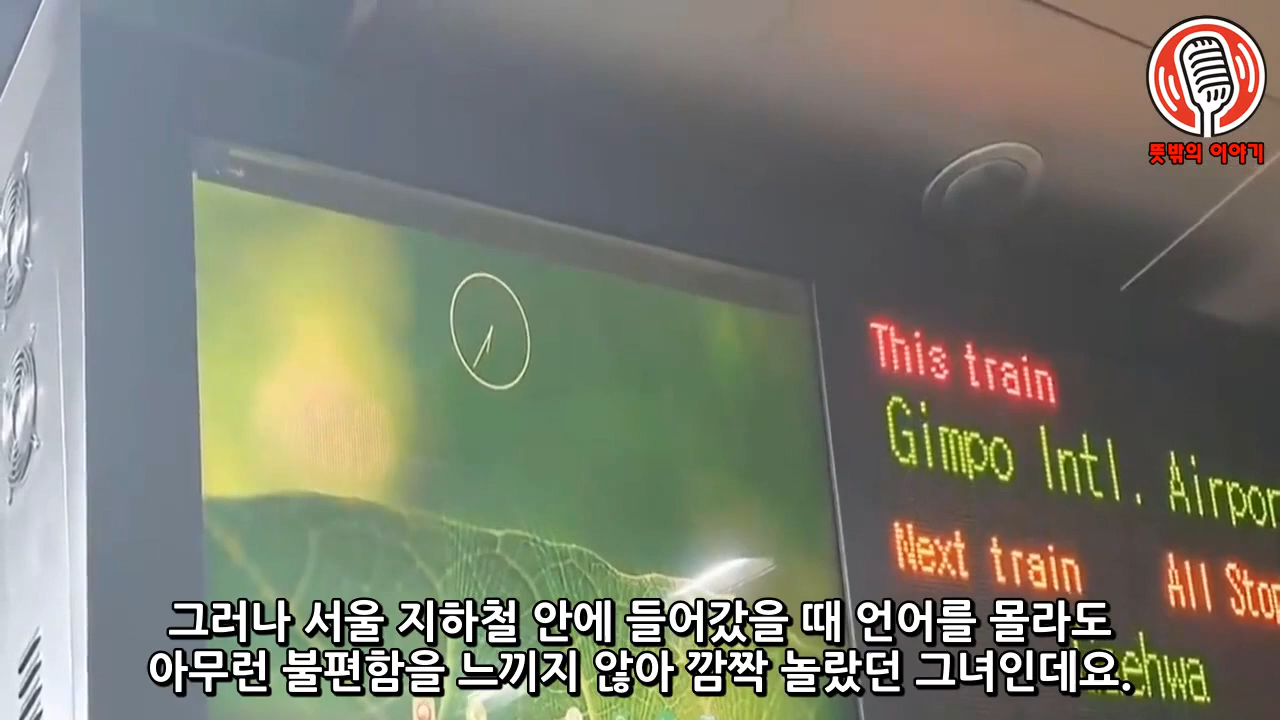 뜻밖의 이야기
This train
Gimpo Intl. Airpor
Next train All Stop
ehwa
그러나 서울 지하철 안에 들어갔을 때 언어를 몰라도
아무런 불편함을 느끼지 않아 깜짝 놀랐던 그녀인데요.